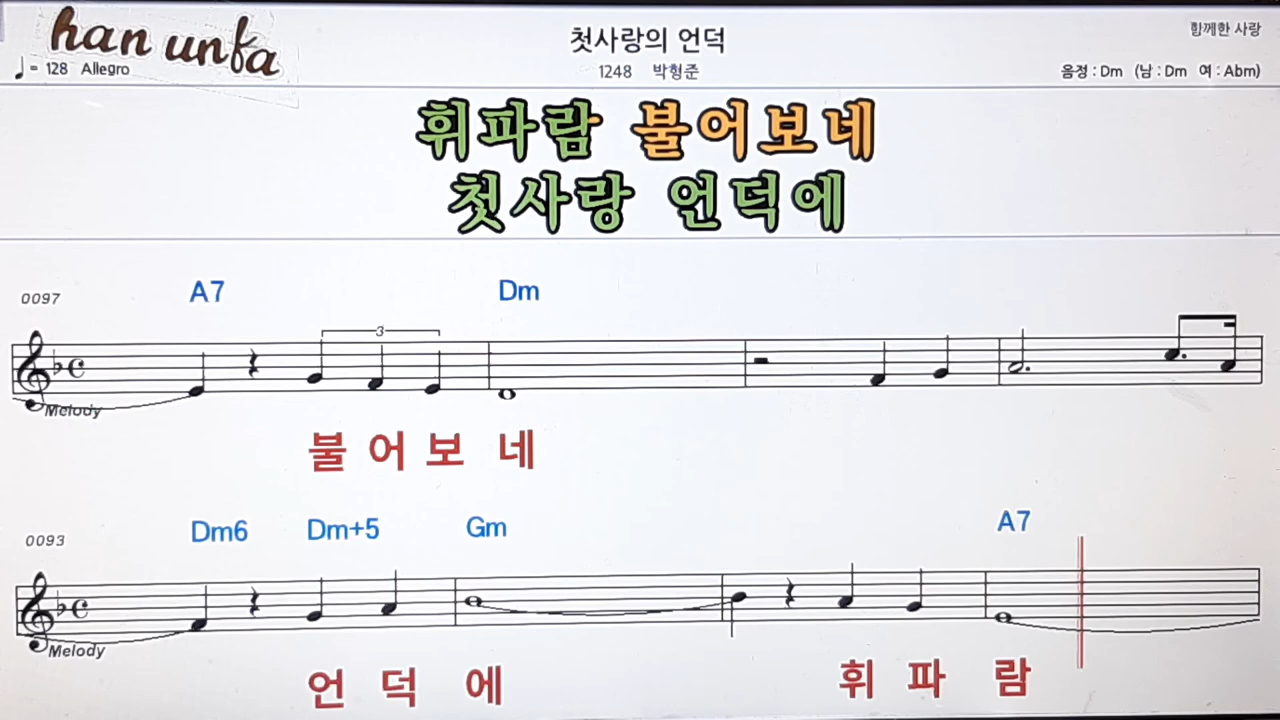 han unfa
첫사랑의 언덕
함께한 사랑
♩= 128 Allegro
1248 박형준
음정 : Dm (남 : Dm 여 : Abm)
휘파람 불어보네
첫사랑 언덕에
0097
A7 Dm
3
Melody
불 어 보 네
0093
Dm6 Dm+5 Gm A7
Melody
언 덕 에 휘 파 람